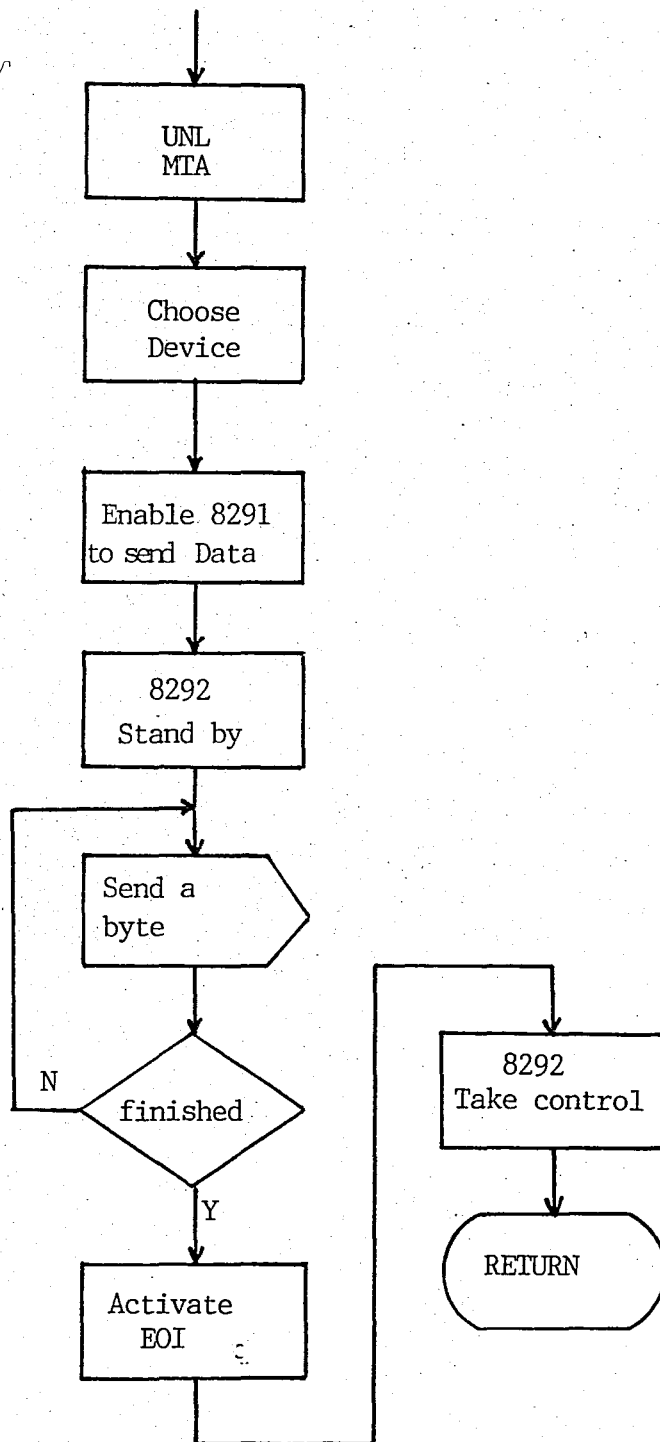 UNL
MTA
Choose
Device
Enable 8291
to send Data
8292
Stand by
Send a
byte
N
finished
Y
Activate
EOI
8292
Take control
RETURN